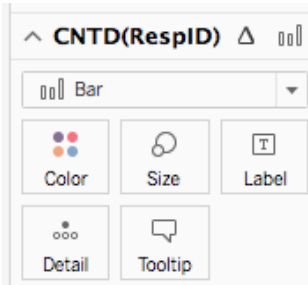 CNTD(RespID) Δ
Bar
Color Size T Label
Detail Tooltip